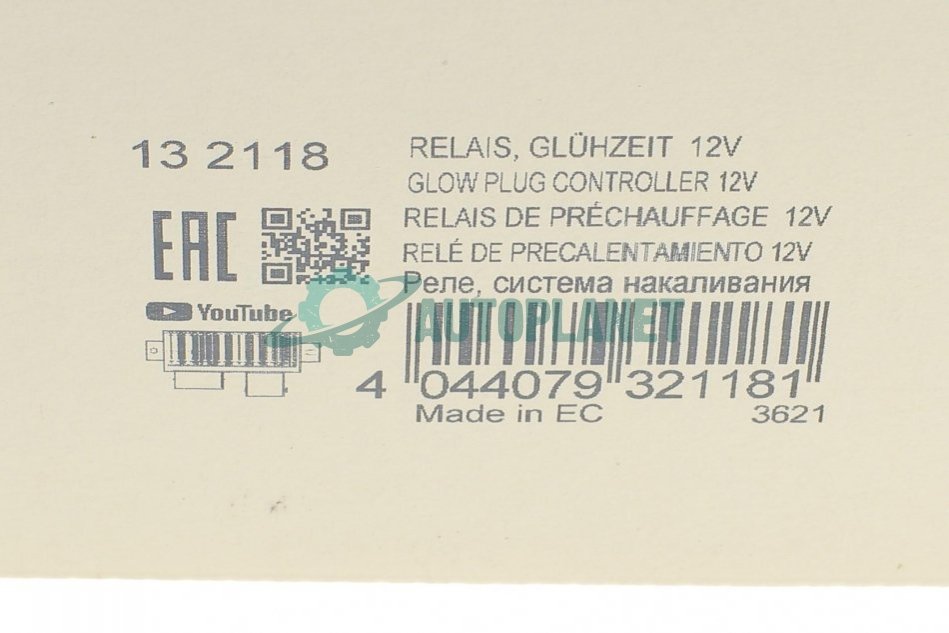 13 2118
RELAIS, GLÜHZEIT 12V
GLOW PLUG CONTROLLER 12V
RELAIS DE PRÉCHAUFFAGE 12V
RELÉ DE PRECALENTAMIENTO 12V
Реле, система накаливания
EAC
YouTube
AUTOPLANET
4 044079 321181
Made in EC
3621